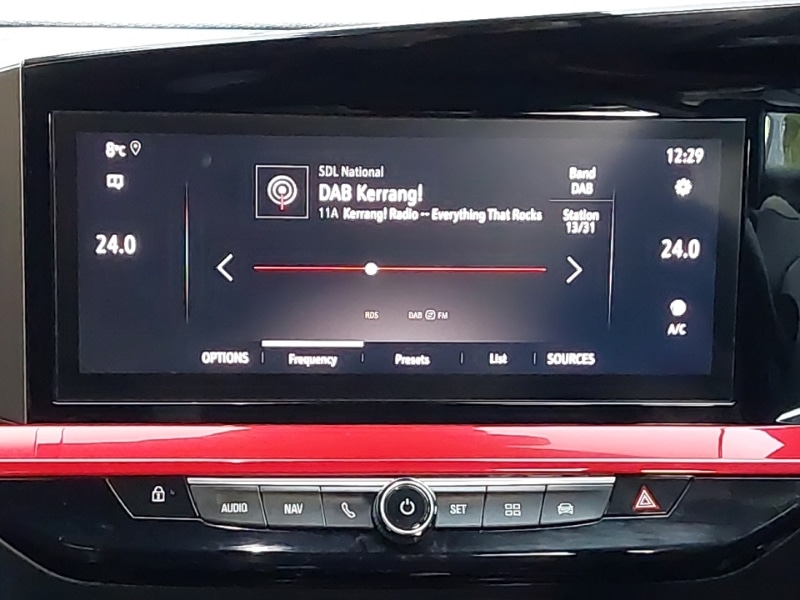 8°C
12:29
SDL National
DAB Kerrang!
11A Kerrang! Radio -- Everything That Rocks
Band
DAB
Station
13/31
24.0
24.0
RDS
DAB FM
A/C
OPTIONS
Frequency
Presets
List
SOURCES
AUDIO
NAV
SET